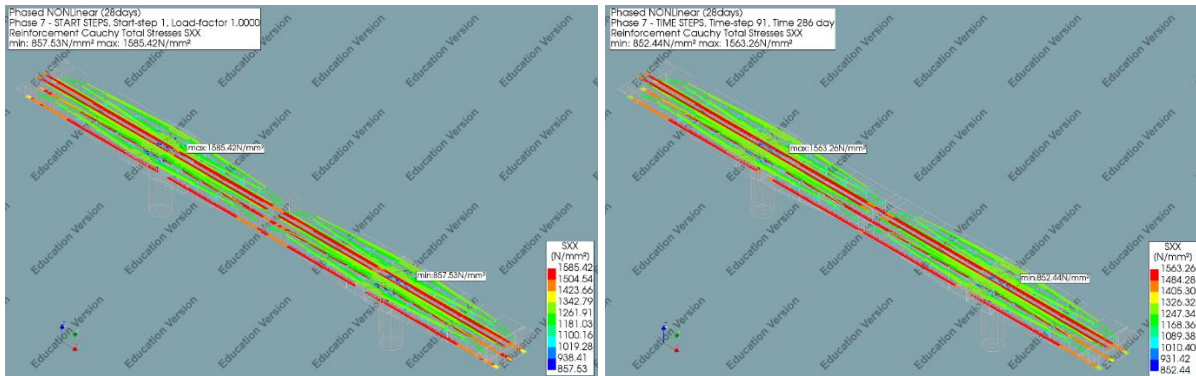 Phased NONLinear (28days)
Phase 7 - START STEPS, Start-step 1, Load-factor 1.0000
Reinforcement Cauchy Total Stresses SXX
min: 857.53N/mm² max: 1585.42N/mm²
Education Version
max:1585.42N/mm²
min:857.53N/mm²
SXX
(N/mm²)
1585.42
1504.54
1423.66
1342.79
1261.91
1181.03
1100.16
1019.28
938.41
857.53
Phased NONLinear (28days)
Phase 7 - TIME STEPS, Time-step 91, Time 286 day
Reinforcement Cauchy Total Stresses SXX
min: 852.44N/mm² max: 1563.26N/mm²
Education Version
max:1563.26N/mm²
min:852.44N/mm²
SXX
(N/mm²)
1563.26
1484.28
1405.30
1326.32
1247.34
1168.36
1089.38
1010.40
931.42
852.44